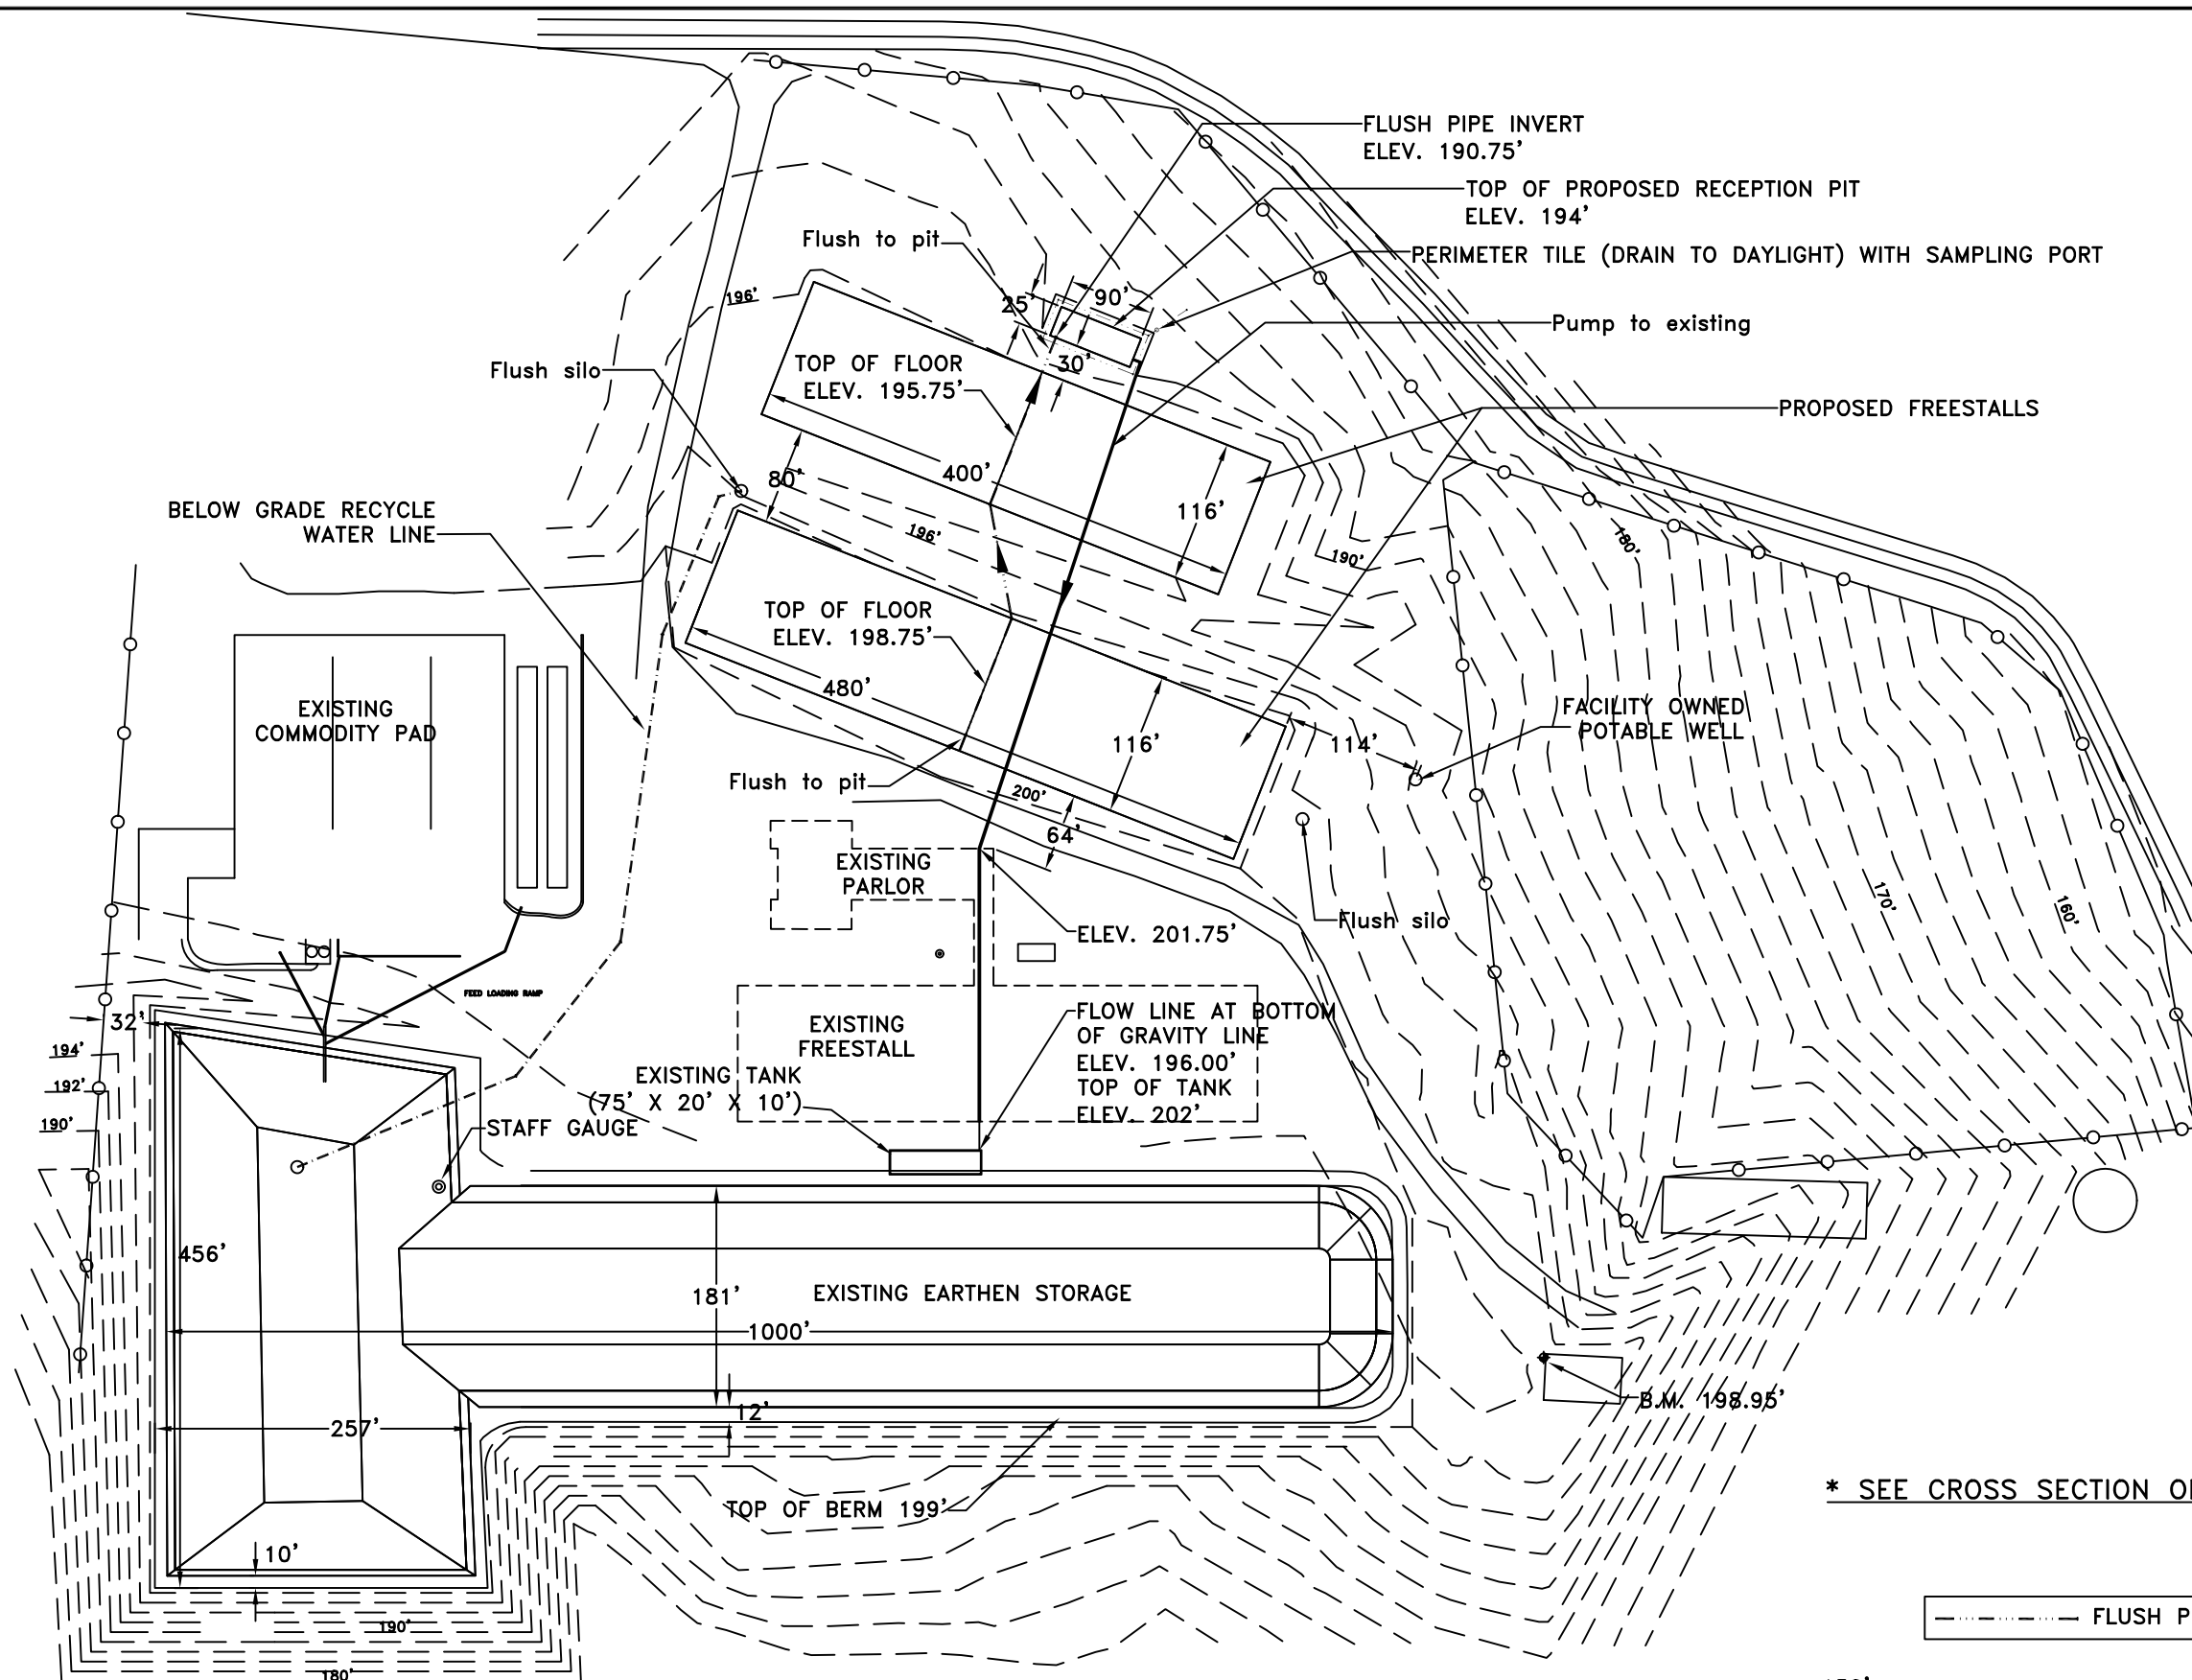 FLUSH PIPE INVERT
ELEV. 190.75'
TOP OF PROPOSED RECEPTION PIT
ELEV. 194'
Flush to pit
PERIMETER TILE (DRAIN TO DAYLIGHT) WITH SAMPLING PORT
196'
25'
90'
Pump to existing
Flush silo
TOP OF FLOOR
ELEV. 195.75'
30'
PROPOSED FREESTALLS
80'
400'
116'
BELOW GRADE RECYCLE
WATER LINE
196'
190'
180'
TOP OF FLOOR
ELEV. 198.75'
480'
EXISTING
COMMODITY PAD
FACILITY OWNED
POTABLE WELL
116'
114'
Flush to pit
200'
64'
EXISTING
PARLOR
Flush silo
170'
160'
ELEV. 201.75'
FEED LOADING RAMP
32'
194'
192'
190'
EXISTING
FREESTALL
FLOW LINE AT BOTTOM
OF GRAVITY LINE
ELEV. 196.00'
TOP OF TANK
ELEV. 202'
EXISTING TANK
(75' X 20' X 10')
STAFF GAUGE
456'
181'
EXISTING EARTHEN STORAGE
1000'
12'
257'
B.M. 198.95'
TOP OF BERM 199'
* SEE CROSS SECTION
10'
190'
FLUSH P
180'